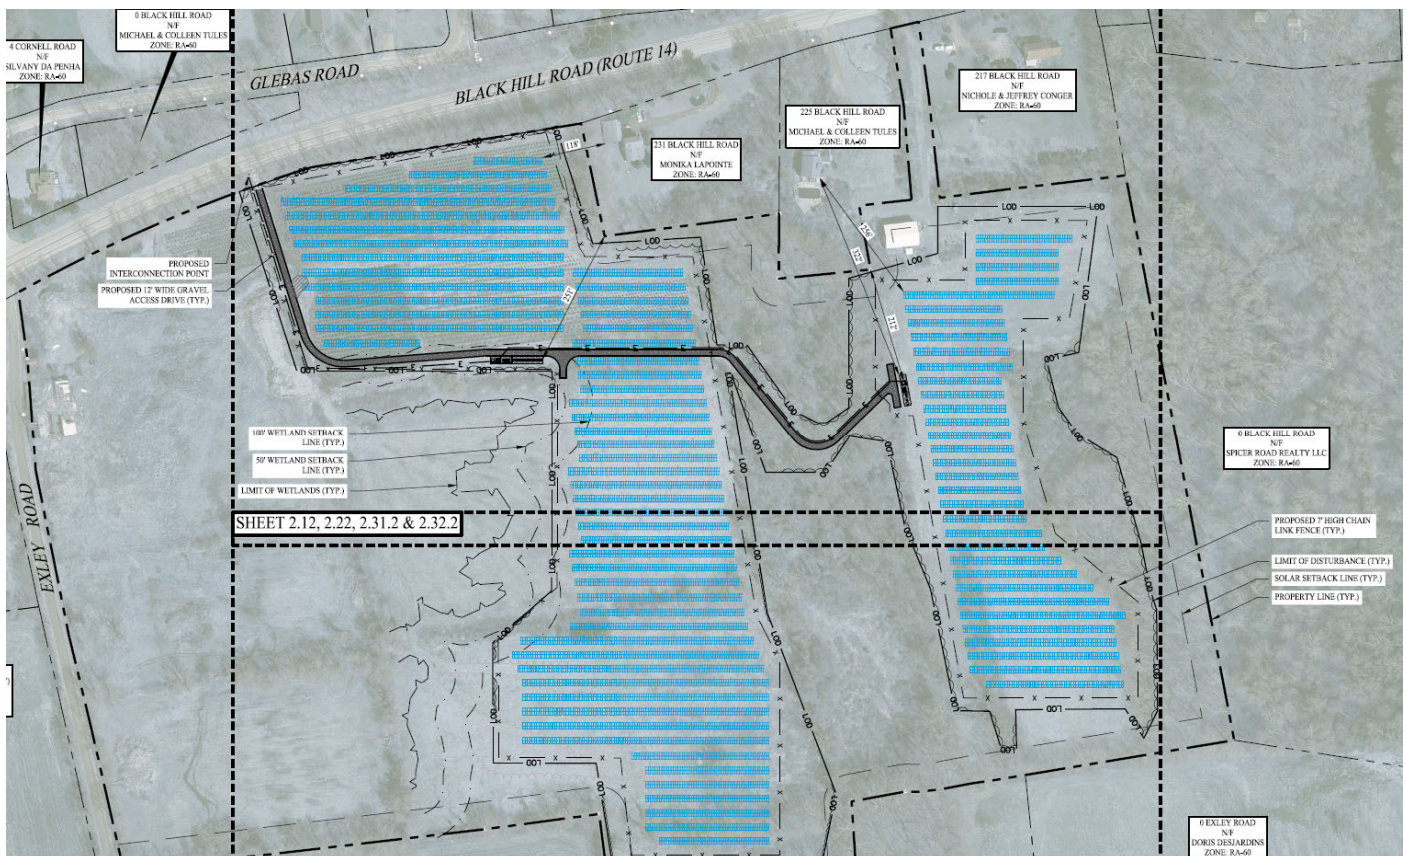 0 BLACK HILL ROAD
N/F
MICHAEL & COLLEEN TULES
ZONE: RA-60
4 CORNELL ROAD
N/F
SILVANY DA PENHA
ZONE: RA-60
GLEBAS ROAD
BLACK HILL ROAD (ROUTE 14)
217 BLACK HILL ROAD
N/F
NICHOLE & JEFFREY CONGER
ZONE: RA-60
225 BLACK HILL ROAD
N/F
MICHAEL & COLLEEN TULES
ZONE: RA-60
231 BLACK HILL ROAD
N/F
MONIKA LAPOINTE
ZONE: RA-60
118'
236'
322'
212'
251'
PROPOSED
INTERCONNECTION POINT
PROPOSED 12' WIDE GRAVEL
ACCESS DRIVE (TYP.)
LOD
100' WETLAND SETBACK
LINE (TYP.)
50' WETLAND SETBACK
LINE (TYP.)
LIMIT OF WETLANDS (TYP.)
0 BLACK HILL ROAD
N/F
SPICER ROAD REALTY LLC
ZONE: RA-60
SHEET 2.12, 2.22, 2.31.2 & 2.32.2
EXLEY ROAD
PROPOSED 7' HIGH CHAIN
LINK FENCE (TYP.)
LIMIT OF DISTURBANCE (TYP.)
SOLAR SETBACK LINE (TYP.)
PROPERTY LINE (TYP.)
0 EXLEY ROAD
N/F
DORIS DESJARDINS
ZONE: RA-60